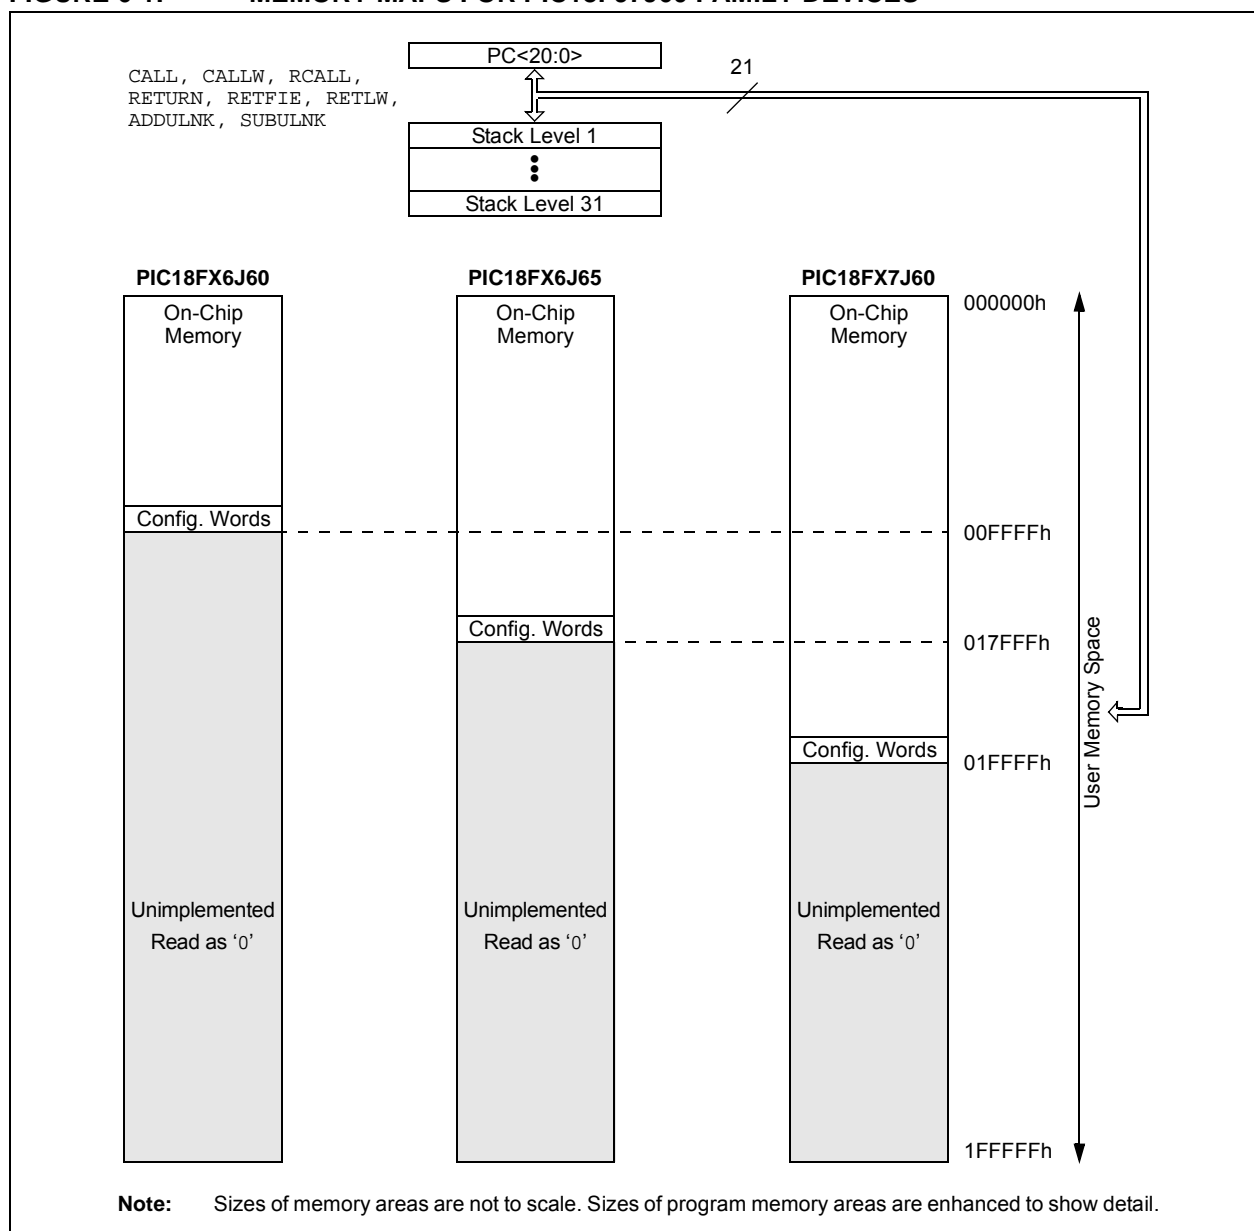 PC<20:0>
21
CALL, CALLW, RCALL,
RETURN, RETFIE, RETLW,
ADDULNK, SUBULNK
Stack Level 1
Stack Level 31
PIC18FX6J60
PIC18FX6J65
PIC18FX7J60
On-Chip
Memory
On-Chip
Memory
On-Chip
Memory
000000h
Config. Words
00FFFFh
Config. Words
017FFFh
Config. Words
01FFFFh
User Memory Space
Unimplemented
Read as ‘0’
Unimplemented
Read as ‘0’
Unimplemented
Read as ‘0’
1FFFFFh
Note: Sizes of memory areas are not to scale. Sizes of program memory areas are enhanced to show detail.